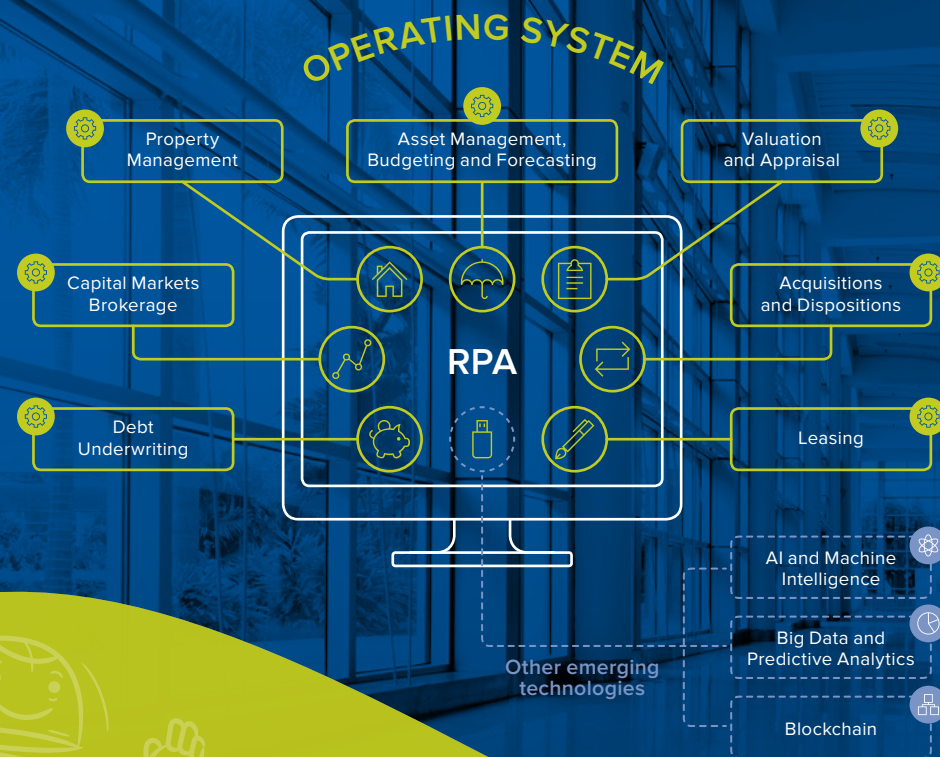 OPERATING SYSTEM
Property
Management
Asset Management,
Budgeting and Forecasting
Valuation
and Appraisal
Capital Markets
Brokerage
Acquisitions
and Dispositions
RPA
Debt
Underwriting
Leasing
AI and Machine
Intelligence
Big Data and
Predictive Analytics
Other emerging
technologies
Blockchain